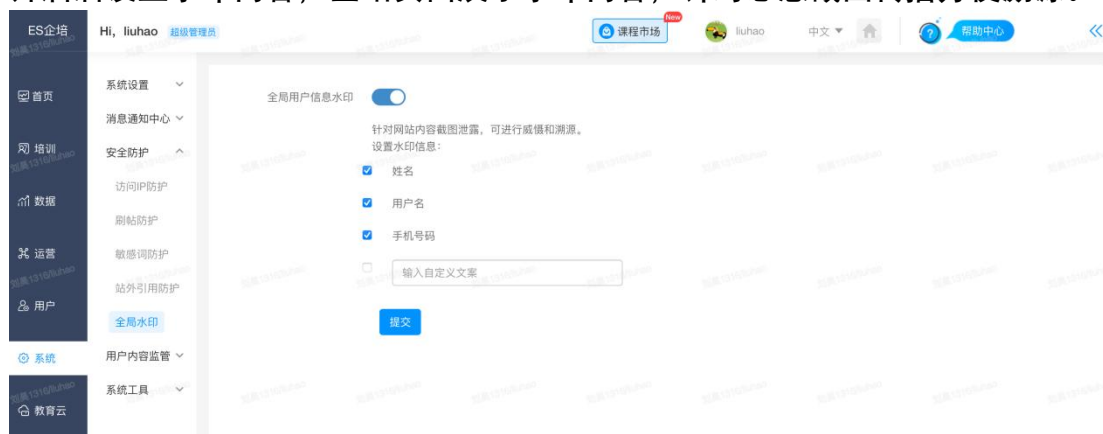 ES企培
Hi, liuhao 超级管理员
课程市场
New
liuhao
中文
帮助中心
首页
培训
数据
运营
用户
系统
教育云
系统设置
消息通知中心
安全防护
访问IP防护
刷帖防护
敏感词防护
站外引用防护
全局水印
用户内容监管
系统工具
全局用户信息水印
针对网站内容截图泄露，可进行威慑和溯源。
设置水印信息：
姓名
用户名
手机号码
输入自定义文案
提交